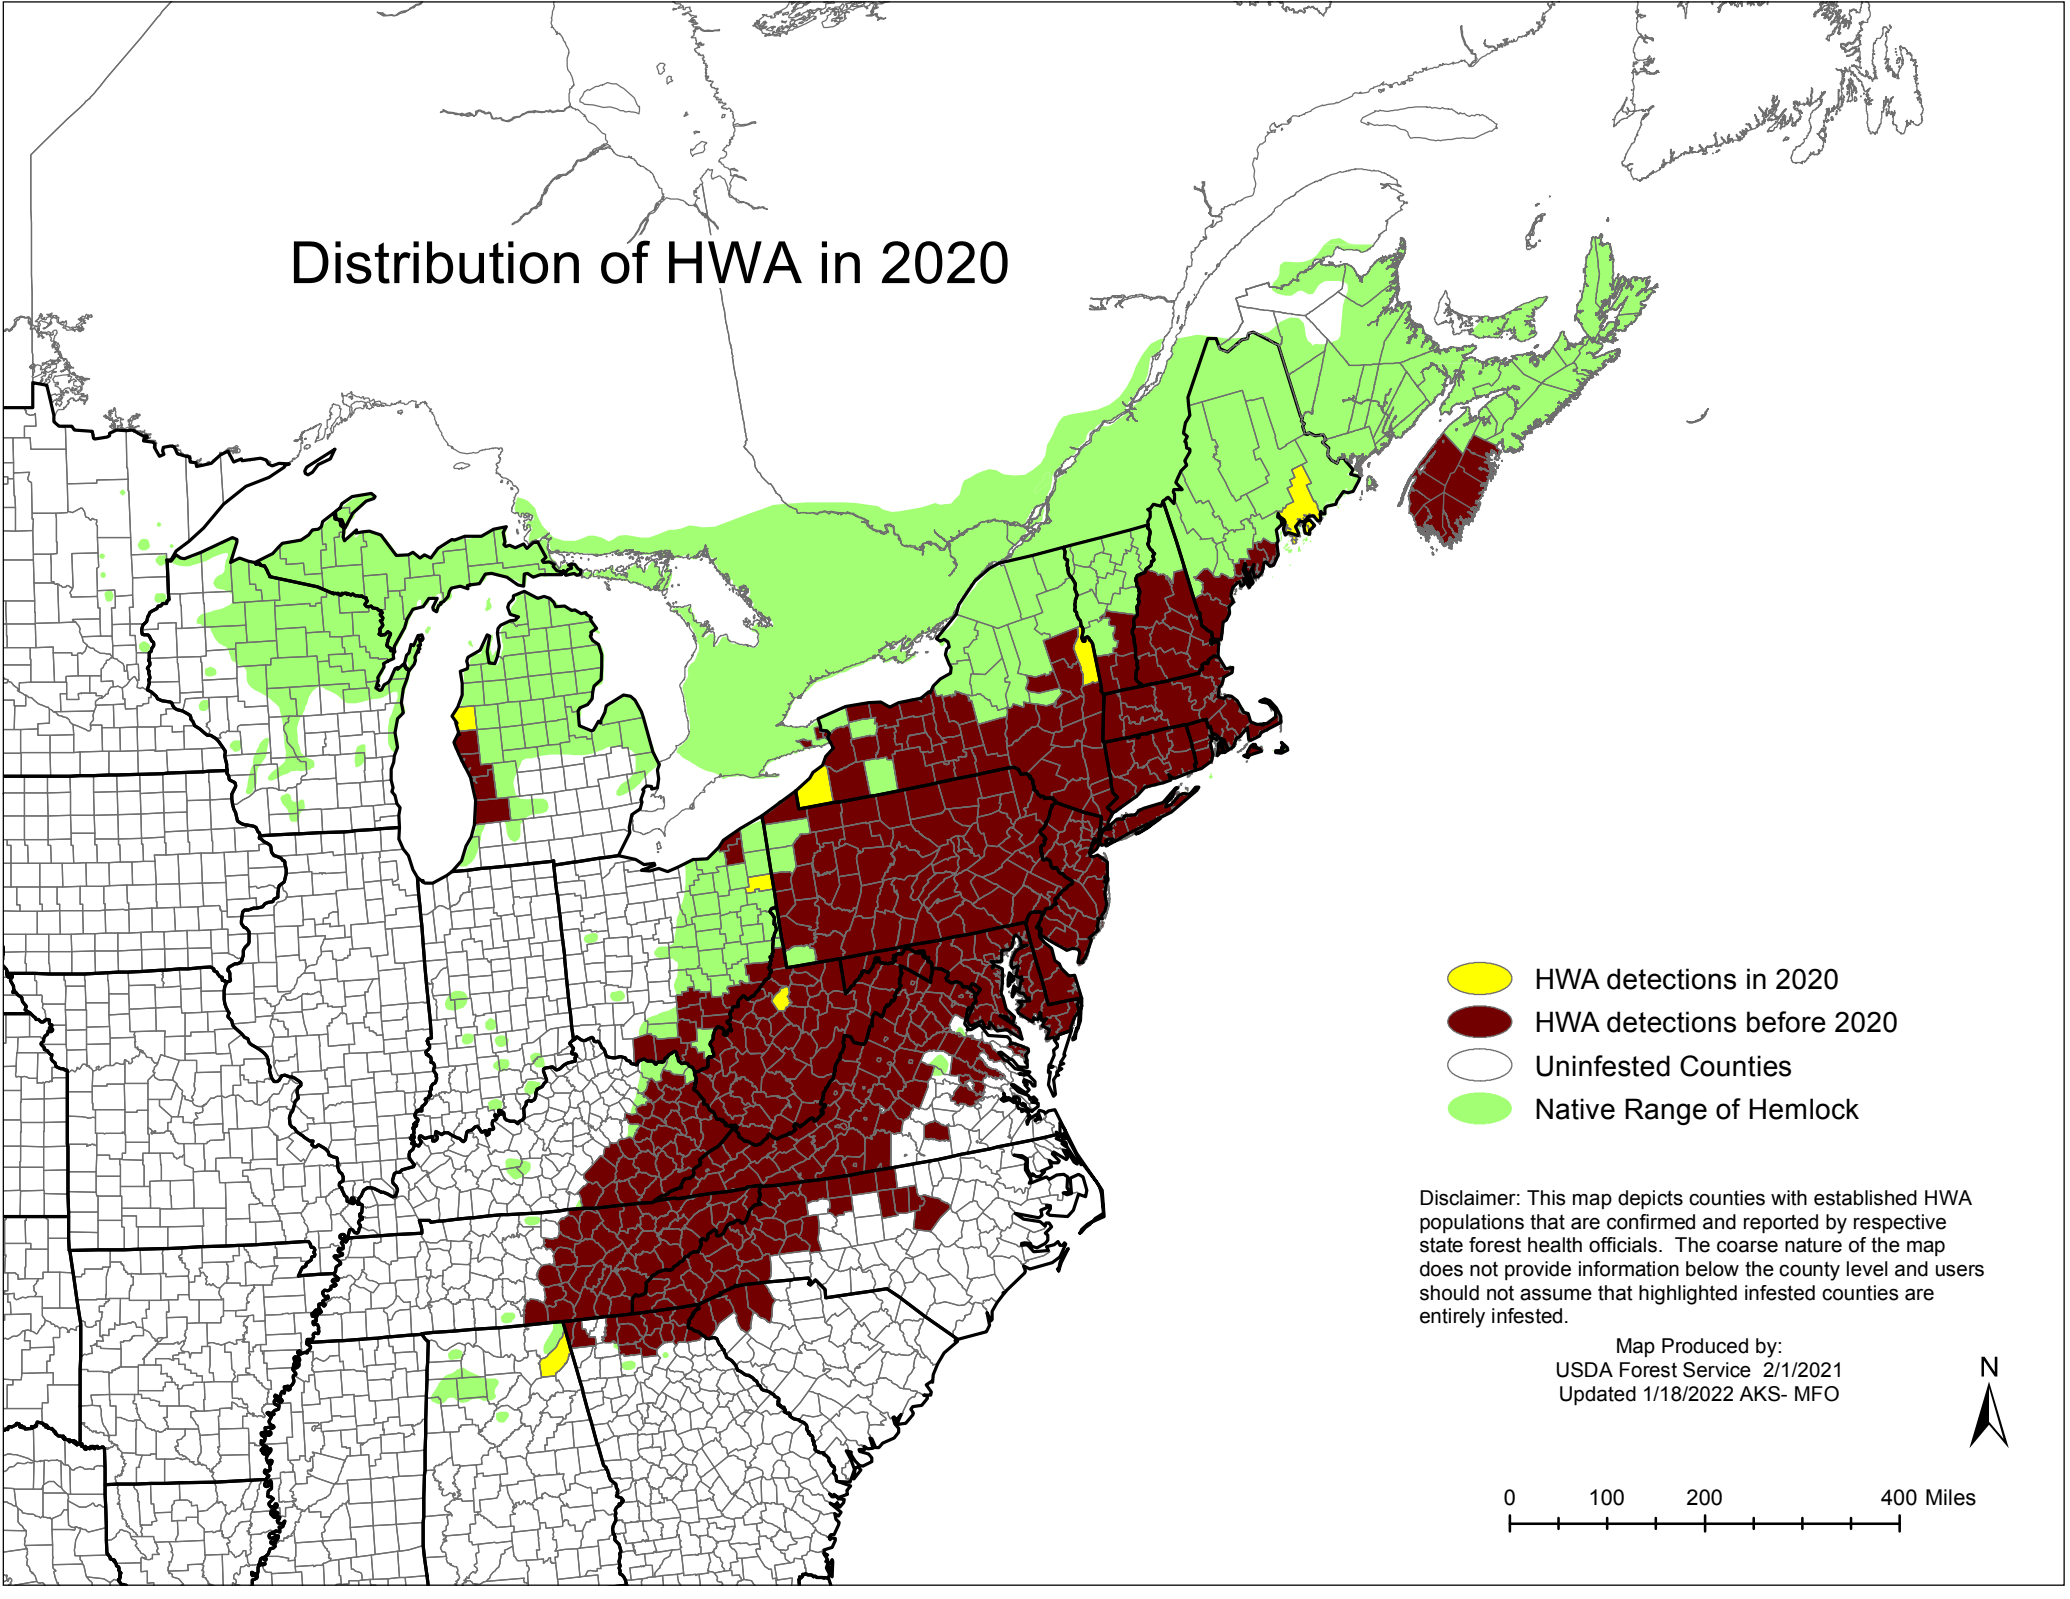 Distribution of HWA in 2020
HWA detections in 2020
HWA detections before 2020
Uninfested Counties
Native Range of Hemlock
Disclaimer: This map depicts counties with established HWA
populations that are confirmed and reported by respective
state forest health officials.  The coarse nature of the map
does not provide information below the county level and users
should not assume that highlighted infested counties are
entirely infested.
Map Produced by:
USDA Forest Service  2/1/2021
Updated 1/18/2022 AKS- MFO
N
0 100 200 400 Miles